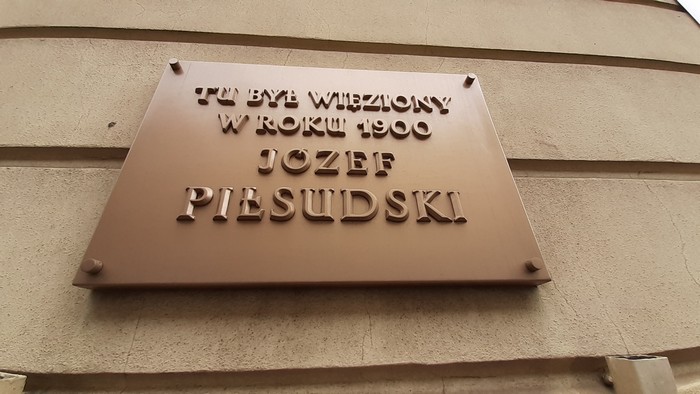 TU BYŁ WIĘZIONY
W ROKU 1900
JÓZEF
PIŁSUDSKI